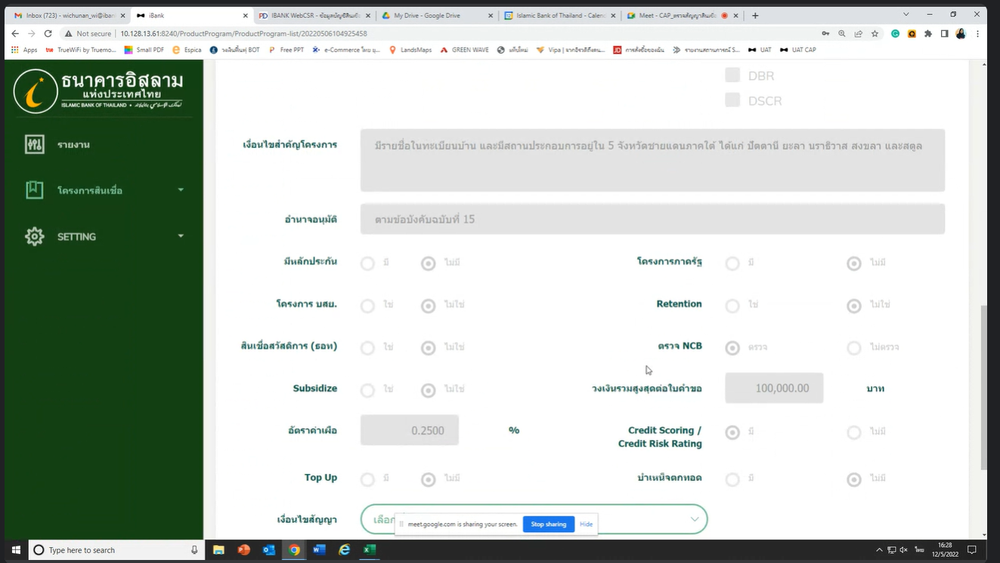 Inbox (723) - wichunan_wi@iban
iBank
IBANK WebCSR - ข้อมูลบัญชีสินเชื่อ
My Drive - Google Drive
Islamic Bank of Thailand - Calend
Meet - CAP_ตรวจสัญญาสินเชื่อ
Not secure
10.128.13.61:8240/ProductProgram/ProductProgram-list/20220506104925458
Apps
TrueWiFi by Truemo...
Small PDF
Espica
วงเงินฟื้นฟู BOT
Free PPT
e-Commerce ไทย ย...
LandsMaps
GREEN WAVE
แท็กใหม่
Vipa |
การสั่งซื้อของฉัน
รายงานสถานการณ์ S...
UAT
UAT CAP
ธนาคารอิสลาม
แห่งประเทศไทย
ISLAMIC BANK OF THAILAND
รายงาน
โครงการสินเชื่อ
SETTING
DBR
DSCR
เงื่อนไขสำคัญโครงการ
มีรายชื่อในทะเบียนบ้าน และมีสถานประกอบการอยู่ใน 5 จังหวัดชายแดนภาคใต้ ได้แก่ ปัตตานี ยะลา นราธิวาส สงขลา และสตูล
อำนาจอนุมัติ
ตามข้อบังคับฉบับที่ 15
มีหลักประกัน
มี
ไม่มี
โครงการภาครัฐ
มี
ไม่มี
โครงการ บสย.
ใช่
ไม่ใช่
Retention
ใช่
ไม่ใช่
สินเชื่อสวัสดิการ (ธอท)
ใช่
ไม่ใช่
ตรวจ NCB
ตรวจ
ไม่ตรวจ
Subsidize
ใช่
ไม่ใช่
วงเงินรวมสูงสุดต่อใบคำขอ
100,000.00
บาท
อัตราค่าเผื่อ
0.2500
%
Credit Scoring /
Credit Risk Rating
มี
ไม่มี
Top Up
มี
ไม่มี
บำเหน็จตกทอด
มี
ไม่มี
เงื่อนไขสัญญา
เลือก
meet.google.com is sharing your screen.
Stop sharing
Hide
Type here to search
ไทย
16:28
12/5/2022